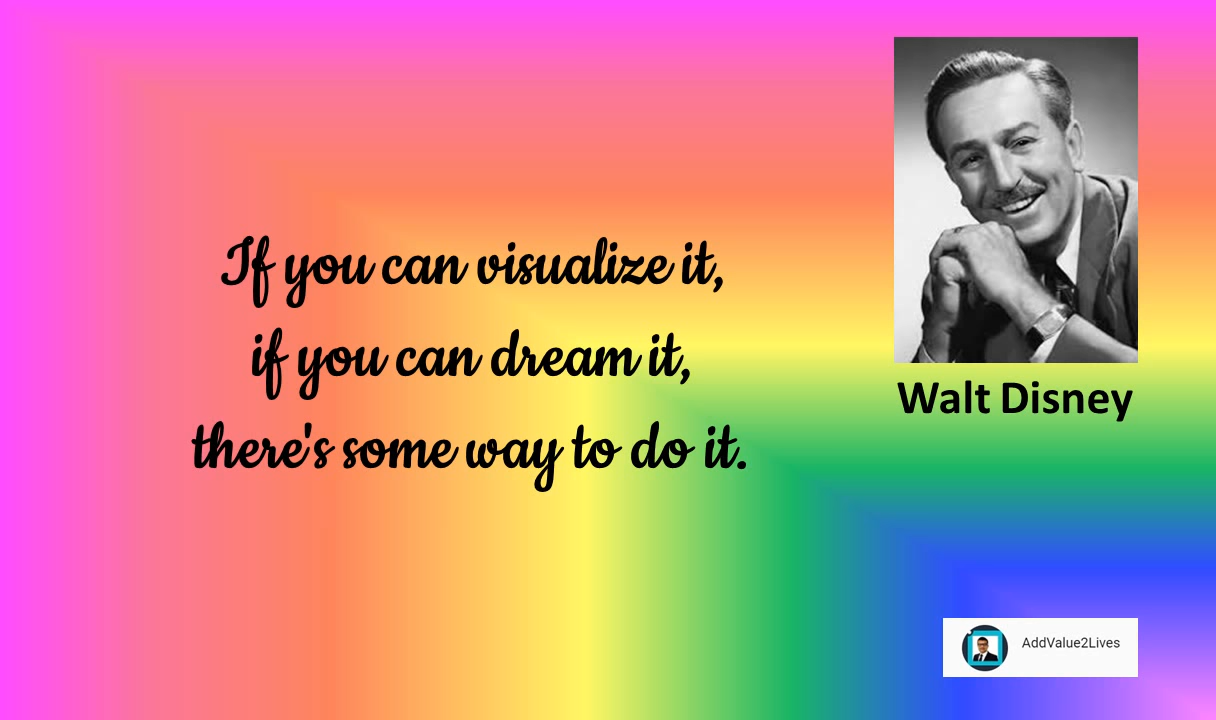 If you can visualize it,
if you can dream it,
there's some way to do it.
Walt Disney
AddValue2Lives